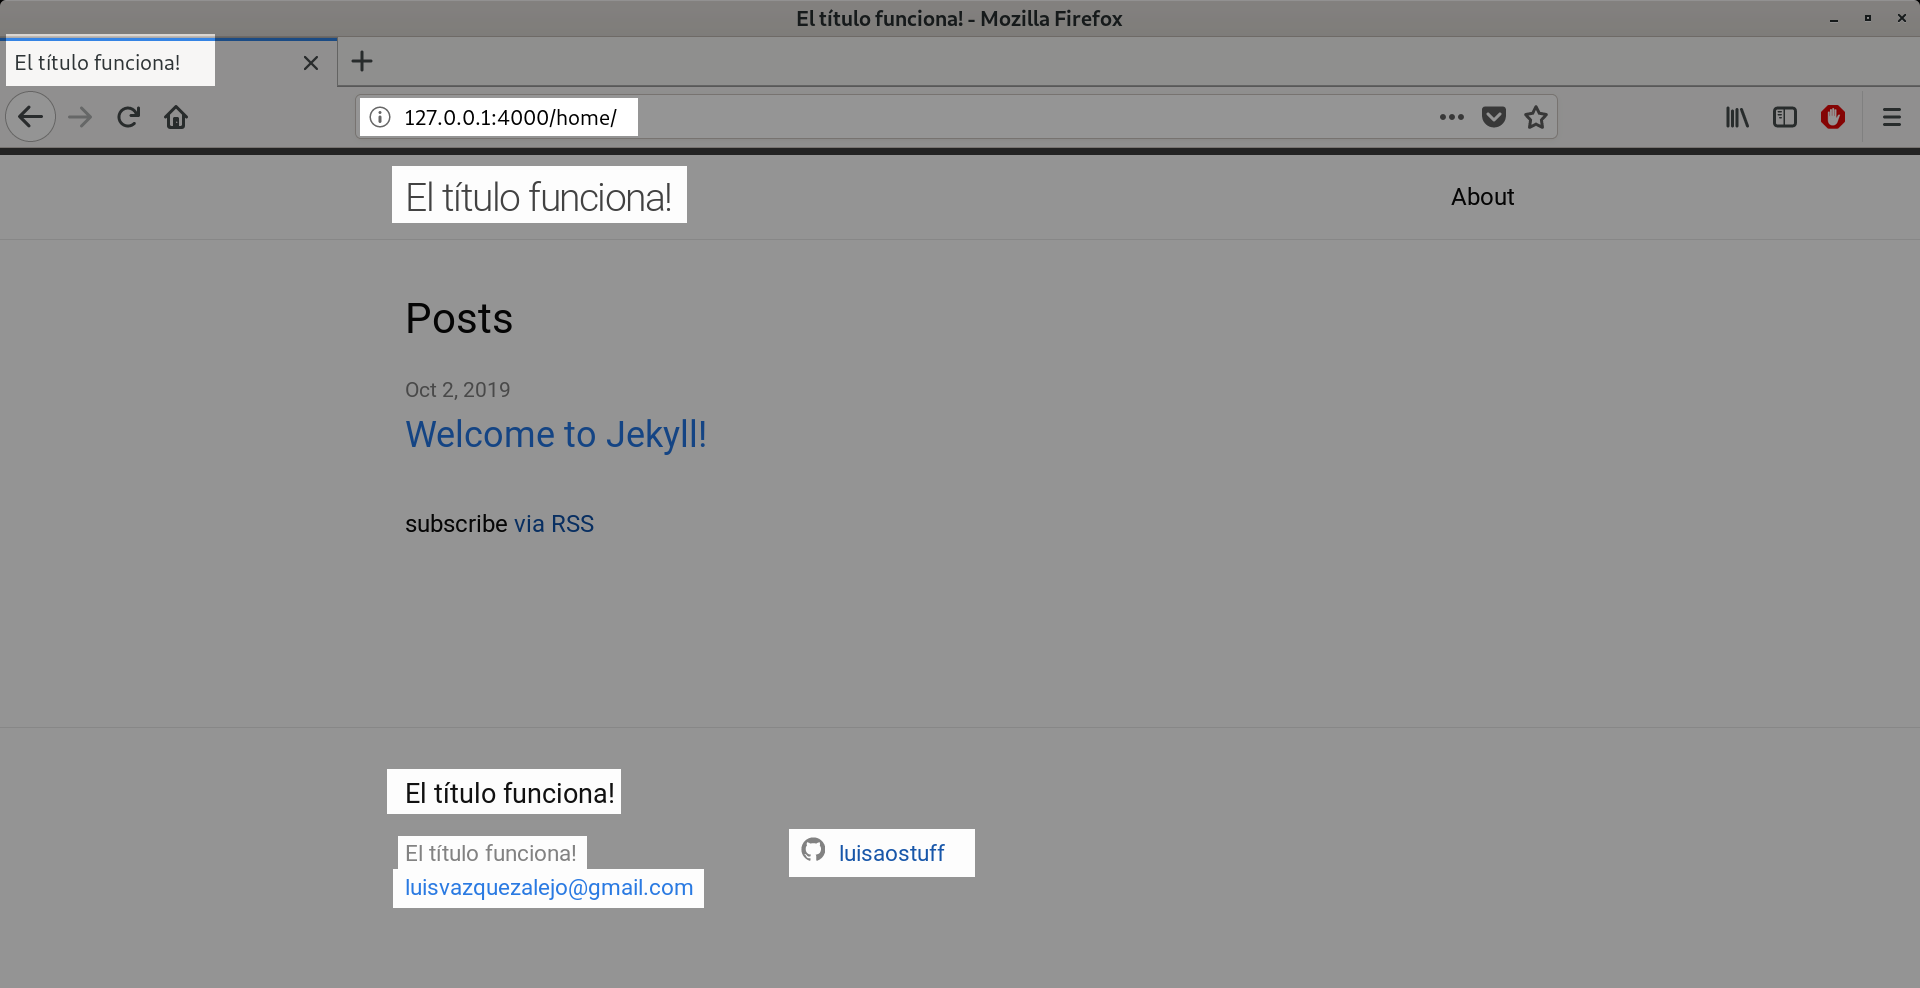 El título funciona! - Mozilla Firefox
El título funciona!
127.0.0.1:4000/home/
El título funciona!
About
Posts
Oct 2, 2019
Welcome to Jekyll!
subscribe via RSS
El título funciona!
El título funciona!
luisvazquezalejo@gmail.com
luisaostuff